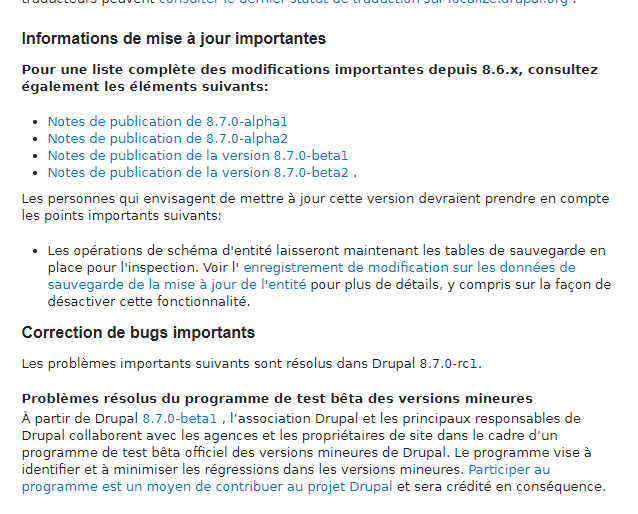 traducteurs peuvent consulter le dernier statut de traduction sur localize.drupal.org .
Informations de mise à jour importantes
Pour une liste complète des modifications importantes depuis 8.6.x, consultez
également les éléments suivants:
• Notes de publication de 8.7.0-alpha1
• Notes de publication de 8.7.0-alpha2
• Notes de publication de la version 8.7.0-beta1
• Notes de publication de la version 8.7.0-beta2 .
Les personnes qui envisagent de mettre à jour cette version devraient prendre en compte
les points importants suivants:
• Les opérations de schéma d'entité laisseront maintenant les tables de sauvegarde en
place pour l'inspection. Voir l' enregistrement de modification sur les données de
sauvegarde de la mise à jour de l'entité pour plus de détails, y compris sur la façon de
désactiver cette fonctionnalité.
Correction de bugs importants
Les problèmes importants suivants sont résolus dans Drupal 8.7.0-rc1.
Problèmes résolus du programme de test bêta des versions mineures
À partir de Drupal 8.7.0-beta1 , l’association Drupal et les principaux responsables de
Drupal collaborent avec les agences et les propriétaires de site dans le cadre d’un
programme de test bêta officiel des versions mineures de Drupal. Le programme vise à
identifier et à minimiser les régressions dans les versions mineures. Participer au
programme est un moyen de contribuer au projet Drupal et sera crédité en conséquence.